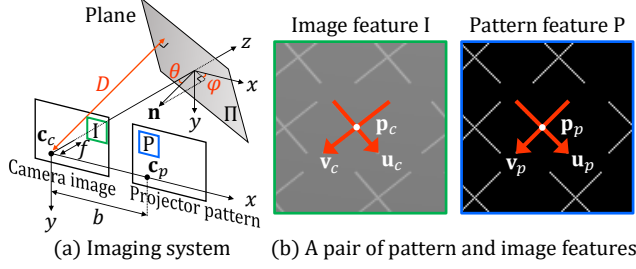 Plane
z
D
θ
φ
x
n
y
Π
c_c
I
f
P
c_p
Camera image
Projector pattern
x
y
b
(a) Imaging system
Image feature I
p_c
v_c
u_c
Pattern feature P
p_p
v_p
u_p
(b) A pair of pattern and image features